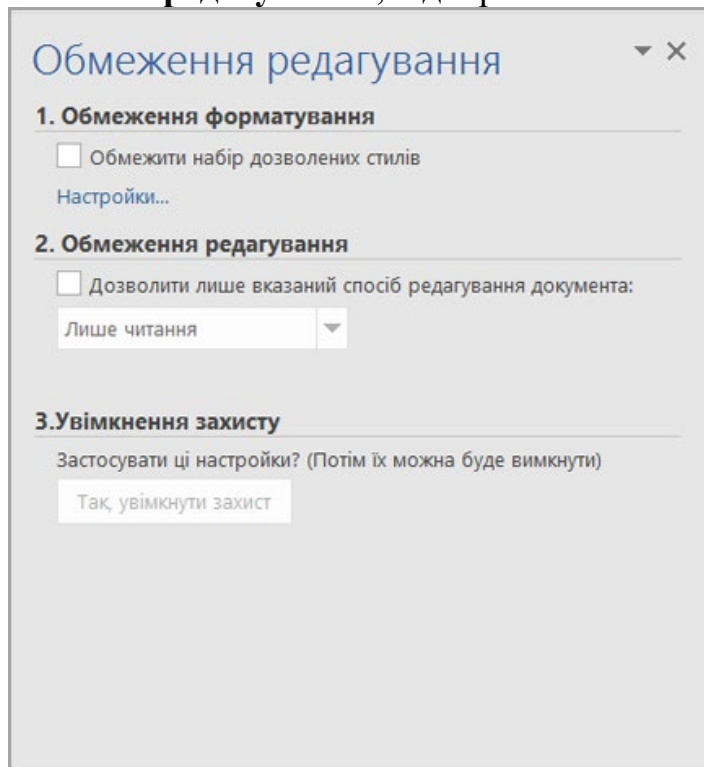 Обмеження редагування
1. Обмеження форматування
Обмежити набір дозволених стилів
Настройки...
2. Обмеження редагування
Дозволити лише вказаний спосіб редагування документа:
Лише читання
3.Увімкнення захисту
Застосувати ці настройки? (Потім їх можна буде вимкнути)
Так, увімкнути захист